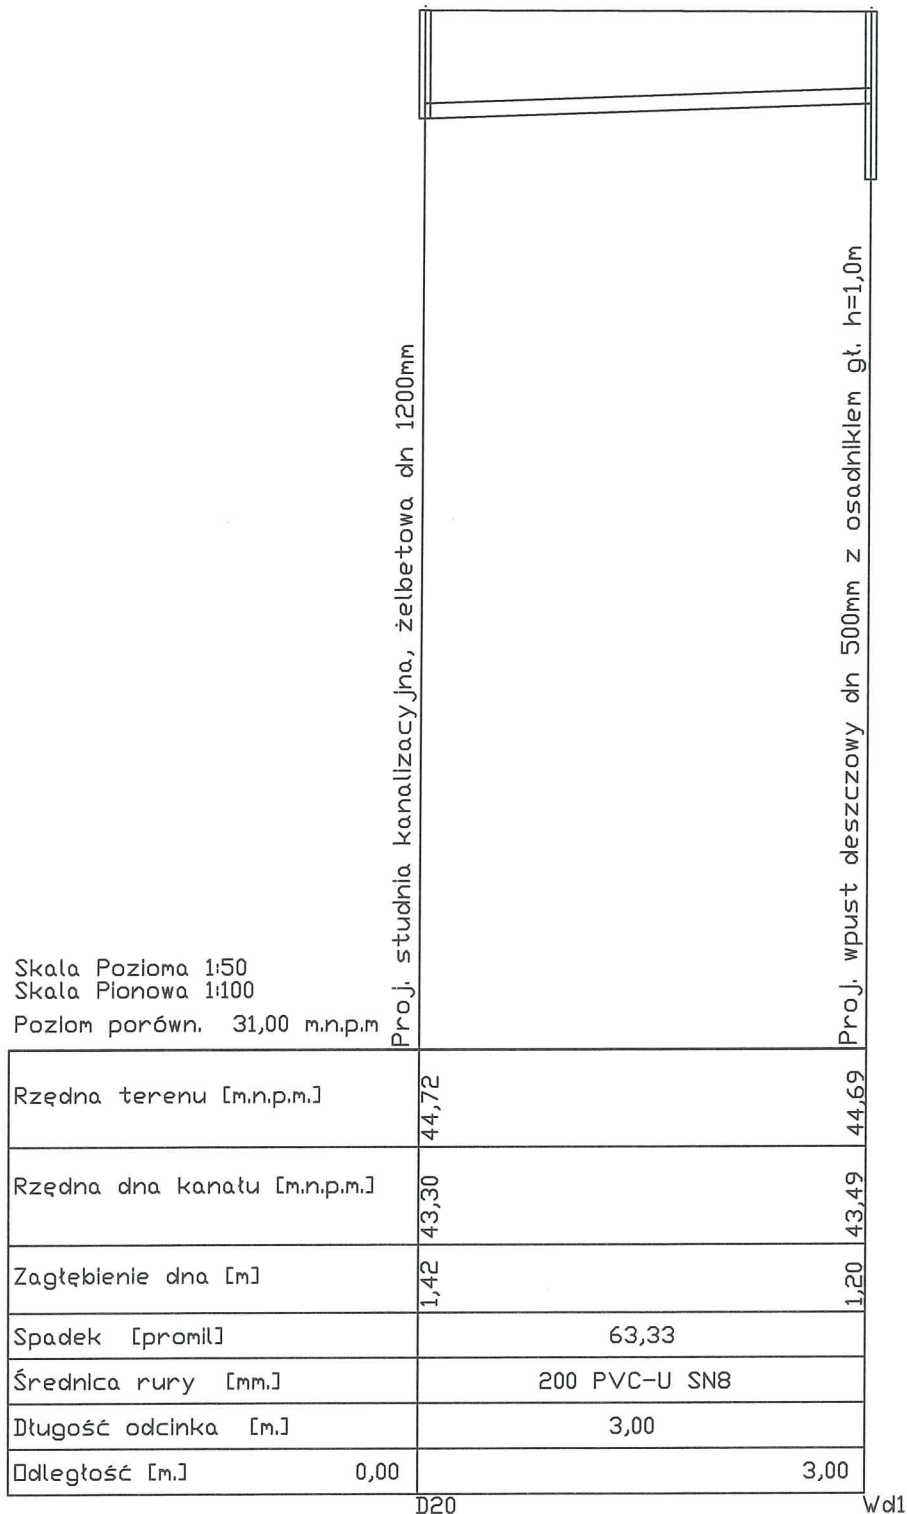 Proj. studnia kanalizacyjna, żelbetowa dn 1200mm
Proj. wpust deszczowy dn 500mm z osadnikiem gł. h=1,0m
Skala Pozioma 1:50
Skala Pionowa 1:100
Poziom porówn. 31,00 m.n.p.m
Rzędna terenu [m.n.p.m.] 44,72 44,69
Rzędna dna kanału [m.n.p.m.] 43,30 43,49
Zagłębienie dna [m] 1,42 1,20
Spadek [promil] 63,33
Średnica rury [mm.] 200 PVC-U SN8
Długość odcinka [m.] 3,00
Odległość [m.] 0,00 3,00
D20 Wd1